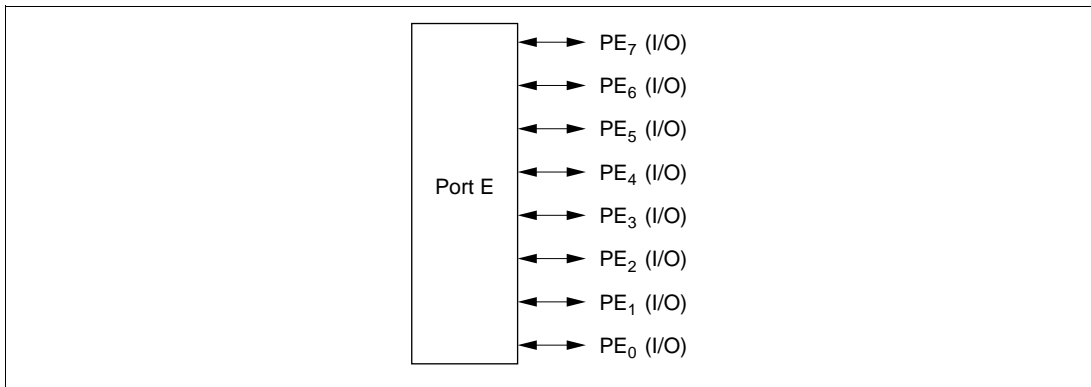 PE₇ (I/O)
PE₆ (I/O)
PE₅ (I/O)
PE₄ (I/O)
Port E
PE₃ (I/O)
PE₂ (I/O)
PE₁ (I/O)
PE₀ (I/O)